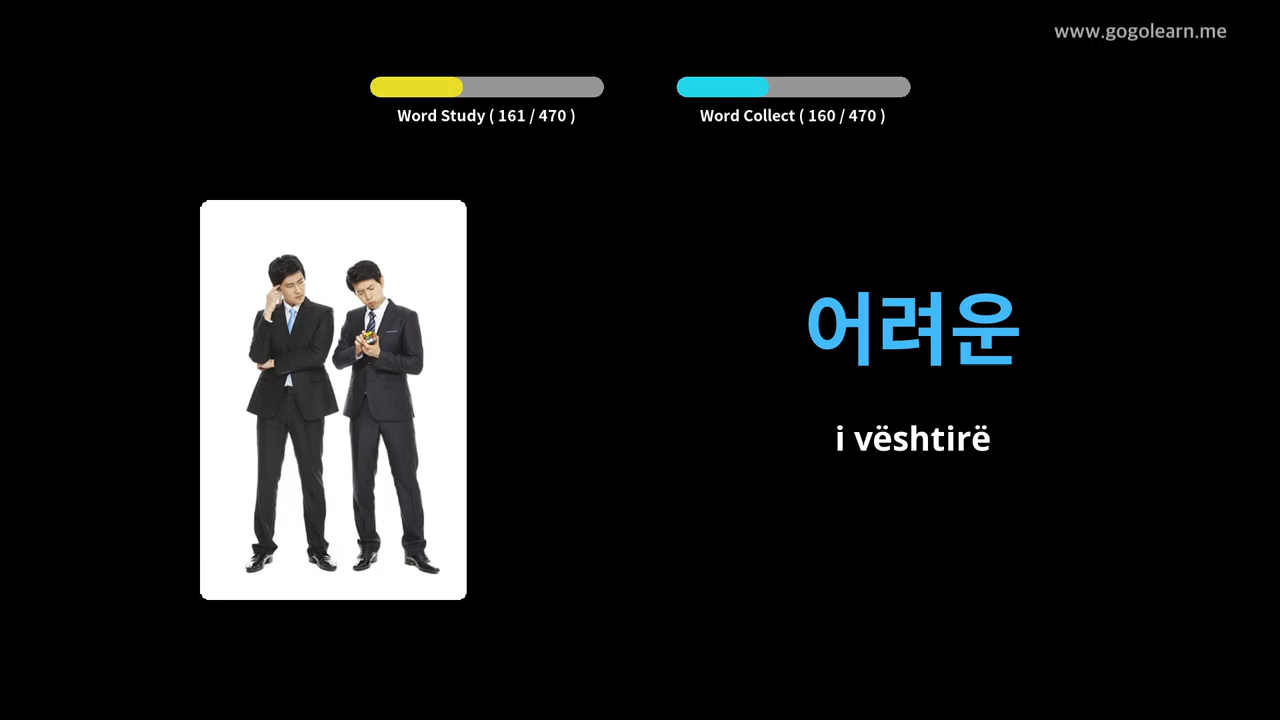 www.gogolearn.me
Word Study ( 161 / 470 )
Word Collect ( 160 / 470 )
어려운
i vështirë